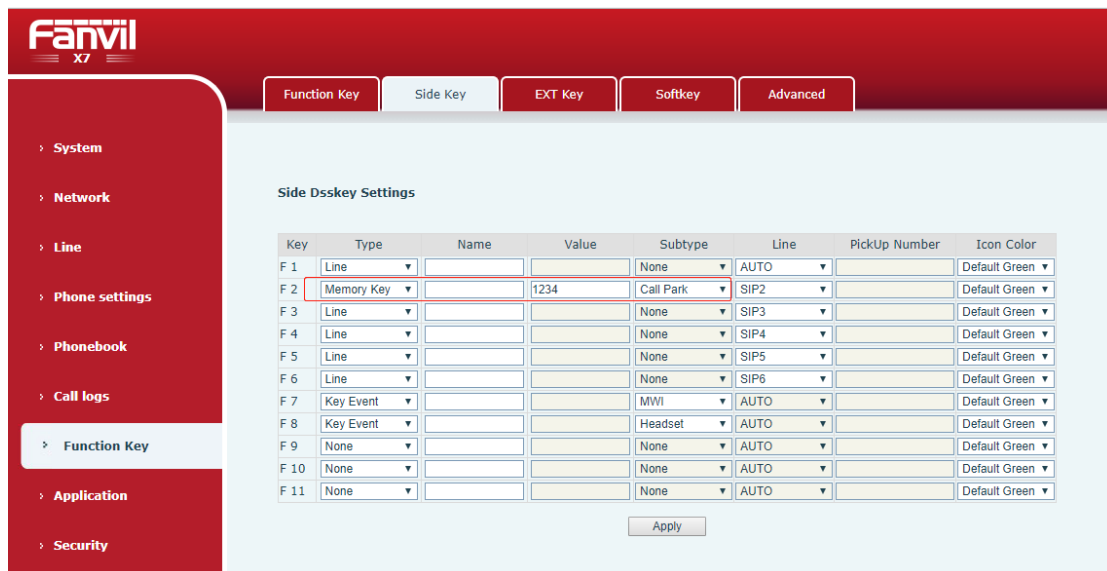 Fanvil
X7
Function Key Side Key EXT Key Softkey Advanced
System
Network
Line
Phone settings
Phonebook
Call logs
Function Key
Application
Security
Side Dsskey Settings
Key Type Name Value Subtype Line PickUp Number Icon Color
F 1 Line None AUTO Default Green
F 2 Memory Key 1234 Call Park SIP2 Default Green
F 3 Line None SIP3 Default Green
F 4 Line None SIP4 Default Green
F 5 Line None SIP5 Default Green
F 6 Line None SIP6 Default Green
F 7 Key Event MWI AUTO Default Green
F 8 Key Event Headset AUTO Default Green
F 9 None None AUTO Default Green
F 10 None None AUTO Default Green
F 11 None None AUTO Default Green
Apply